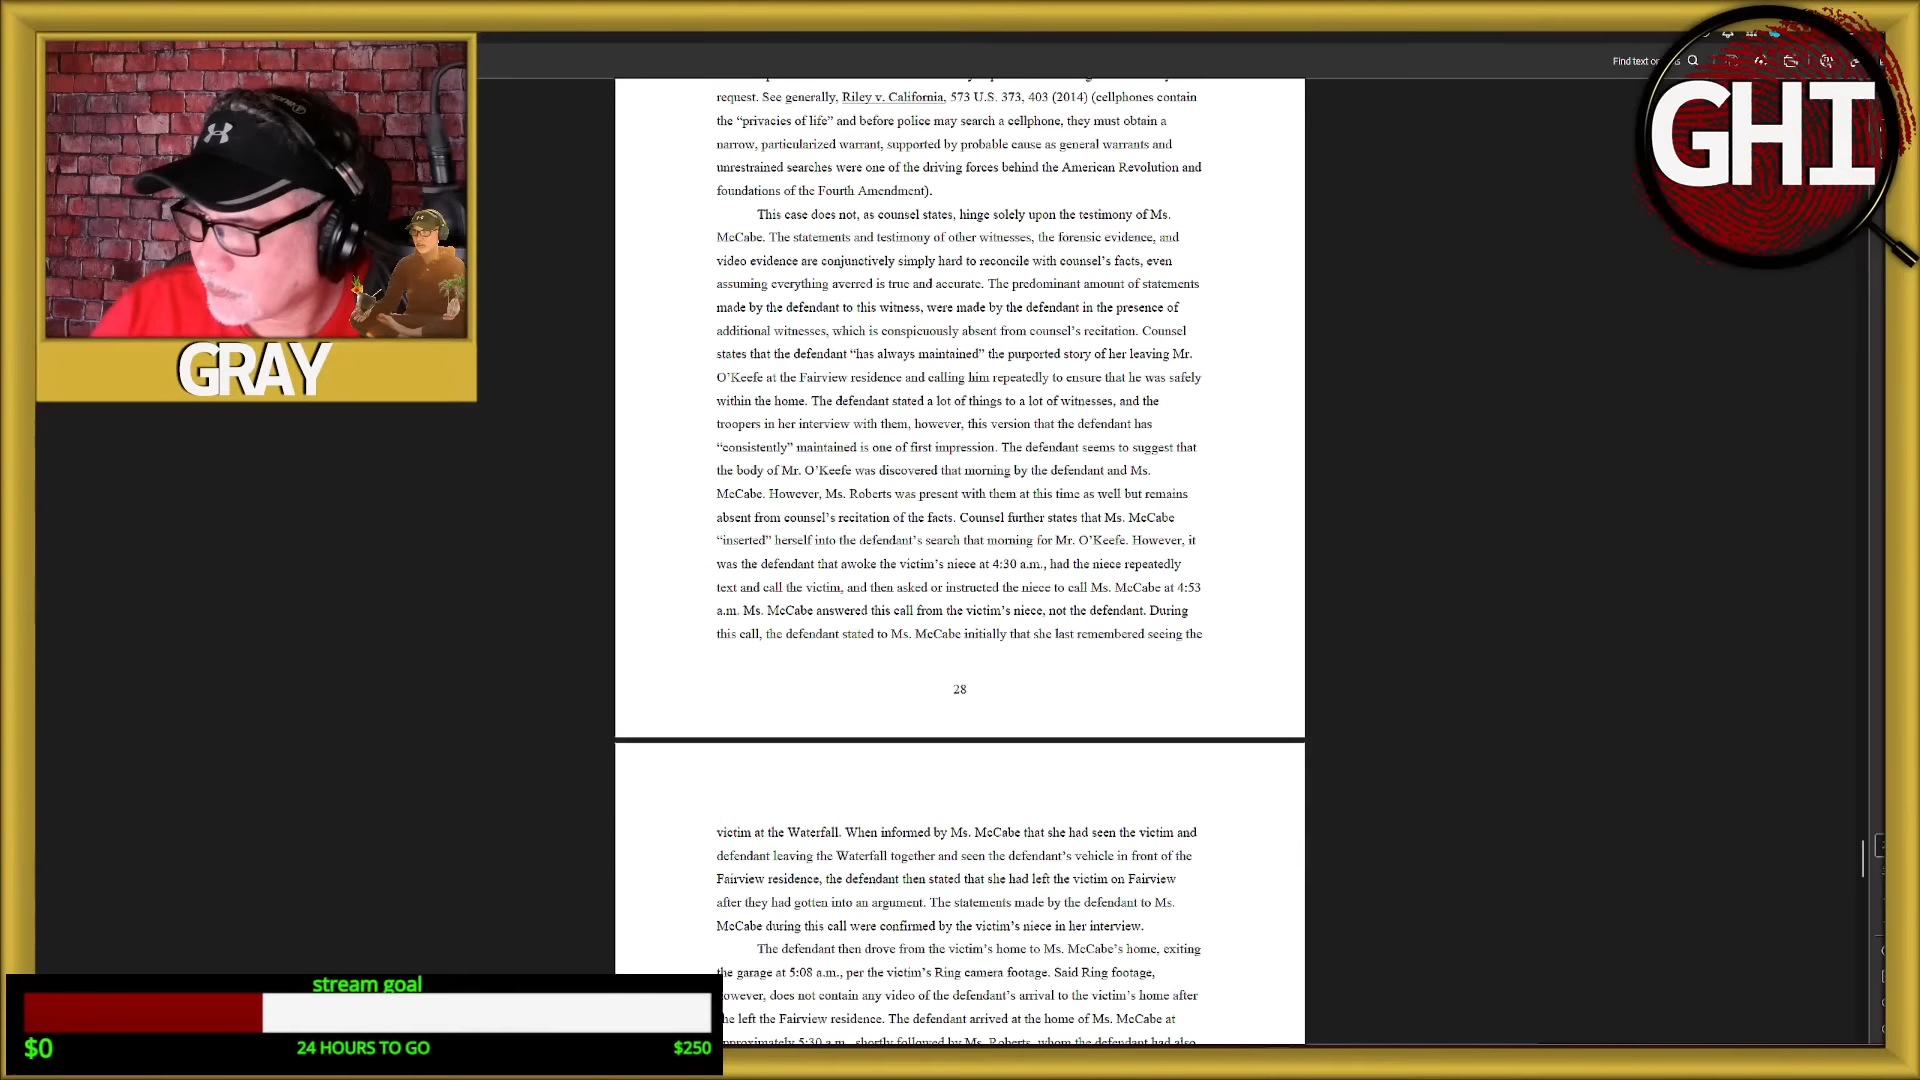 Find text or
GHI
GRAY
request. See generally, Riley v. California, 573 U.S. 373, 403 (2014) (cellphones contain
the “privacies of life” and before police may search a cellphone, they must obtain a
narrow, particularized warrant, supported by probable cause as general warrants and
unrestrained searches were one of the driving forces behind the American Revolution and
foundations of the Fourth Amendment).
This case does not, as counsel states, hinge solely upon the testimony of Ms.
McCabe. The statements and testimony of other witnesses, the forensic evidence, and
video evidence are conjunctively simply hard to reconcile with counsel’s facts, even
assuming everything averred is true and accurate. The predominant amount of statements
made by the defendant to this witness, were made by the defendant in the presence of
additional witnesses, which is conspicuously absent from counsel’s recitation. Counsel
states that the defendant “has always maintained” the purported story of her leaving Mr.
O’Keefe at the Fairview residence and calling him repeatedly to ensure that he was safely
within the home. The defendant stated a lot of things to a lot of witnesses, and the
troopers in her interview with them, however, this version that the defendant has
“consistently” maintained is one of first impression. The defendant seems to suggest that
the body of Mr. O’Keefe was discovered that morning by the defendant and Ms.
McCabe. However, Ms. Roberts was present with them at this time as well but remains
absent from counsel’s recitation of the facts. Counsel further states that Ms. McCabe
“inserted” herself into the defendant’s search that morning for Mr. O’Keefe. However, it
was the defendant that awoke the victim’s niece at 4:30 a.m., had the niece repeatedly
text and call the victim, and then asked or instructed the niece to call Ms. McCabe at 4:53
a.m. Ms. McCabe answered this call from the victim’s niece, not the defendant. During
this call, the defendant stated to Ms. McCabe initially that she last remembered seeing the
28
victim at the Waterfall. When informed by Ms. McCabe that she had seen the victim and
defendant leaving the Waterfall together and seen the defendant’s vehicle in front of the
Fairview residence, the defendant then stated that she had left the victim on Fairview
after they had gotten into an argument. The statements made by the defendant to Ms.
McCabe during this call were confirmed by the victim’s niece in her interview.
The defendant then drove from the victim’s home to Ms. McCabe’s home, exiting
the garage at 5:08 a.m., per the victim’s Ring camera footage. Said Ring footage,
owever, does not contain any video of the defendant’s arrival to the victim’s home after
he left the Fairview residence. The defendant arrived at the home of Ms. McCabe at
pproximately 5:30 a.m., shortly followed by Ms. Roberts, whom the defendant had also
stream goal
$0
24 HOURS TO GO
$250